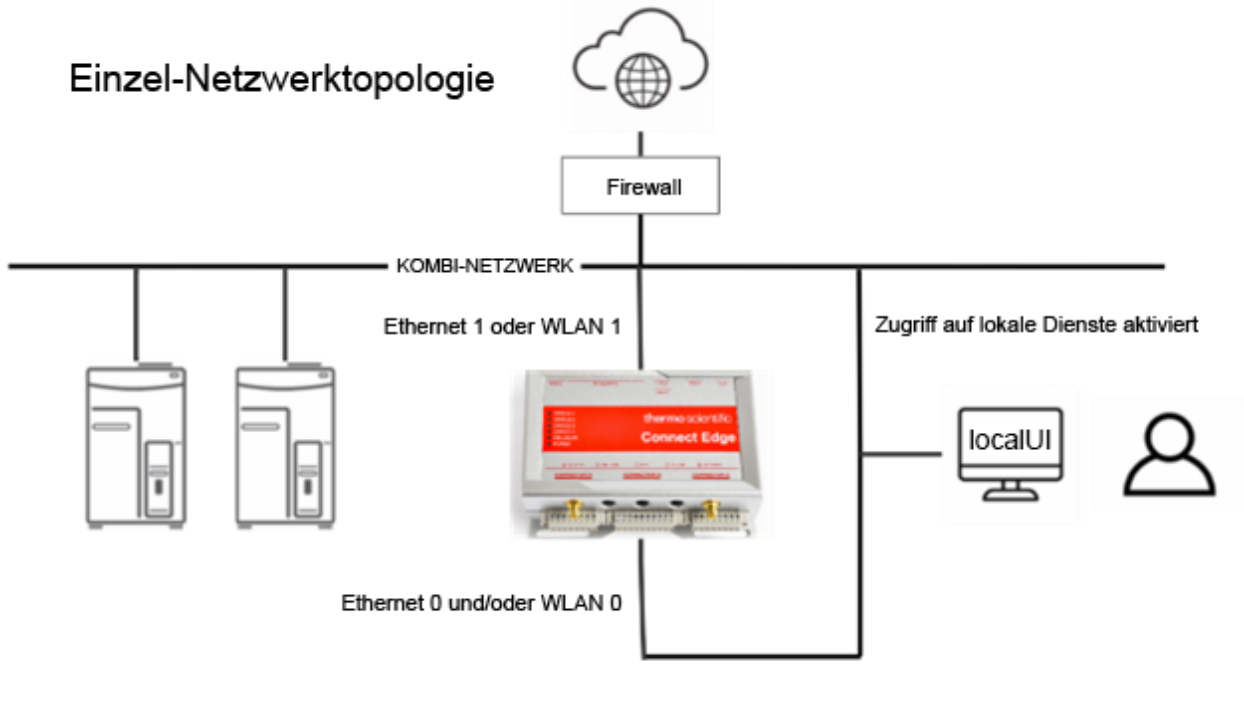 Einzel-Netzwerktopologie
Firewall
KOMBI-NETZWERK
Ethernet 1 oder WLAN 1
Zugriff auf lokale Dienste aktiviert
thermo scientific
Connect Edge
localUI
Ethernet 0 und/oder WLAN 0